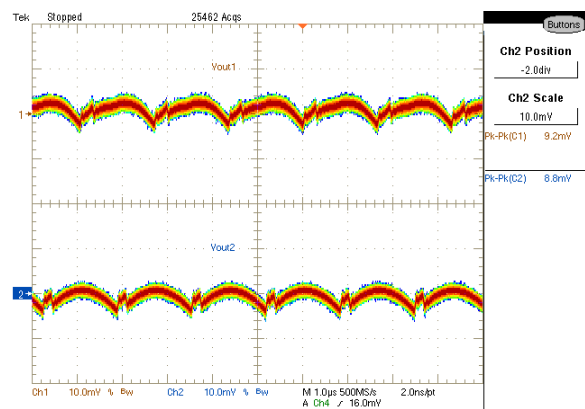 Tek Stopped 25462 Acqs
Buttons
Ch2 Position
-2.0div
Ch2 Scale
10.0mV
Pk-Pk(C1) 9.2mV
Pk-Pk(C2) 8.8mV
Vout1
1
Vout2
2
Ch1 10.0mV % Bw Ch2 10.0mV % Bw M 1.0µs 500MS/s 2.0ns/pt
A Ch4 / 16.0mV